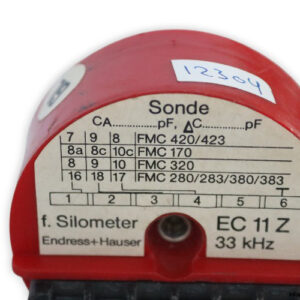 12304
Sonde
CA............pF, ΔC............pF
7 9 8 FMC 420/423
8a 8c 10c FMC 170
8 9 10 FMC 320
16 18 17 FMC 280/283/380/383
1 2 3 4 5 6
f. Silometer EC 11 Z
Endress+Hauser 33 kHz